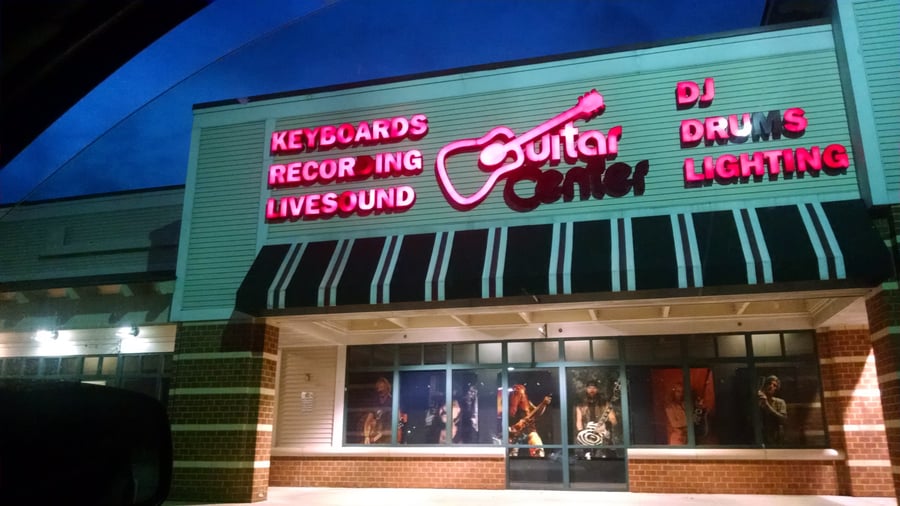 KEYBOARDS
RECORDING
LIVESOUND
Guitar
Center
DJ
DRUMS
LIGHTING